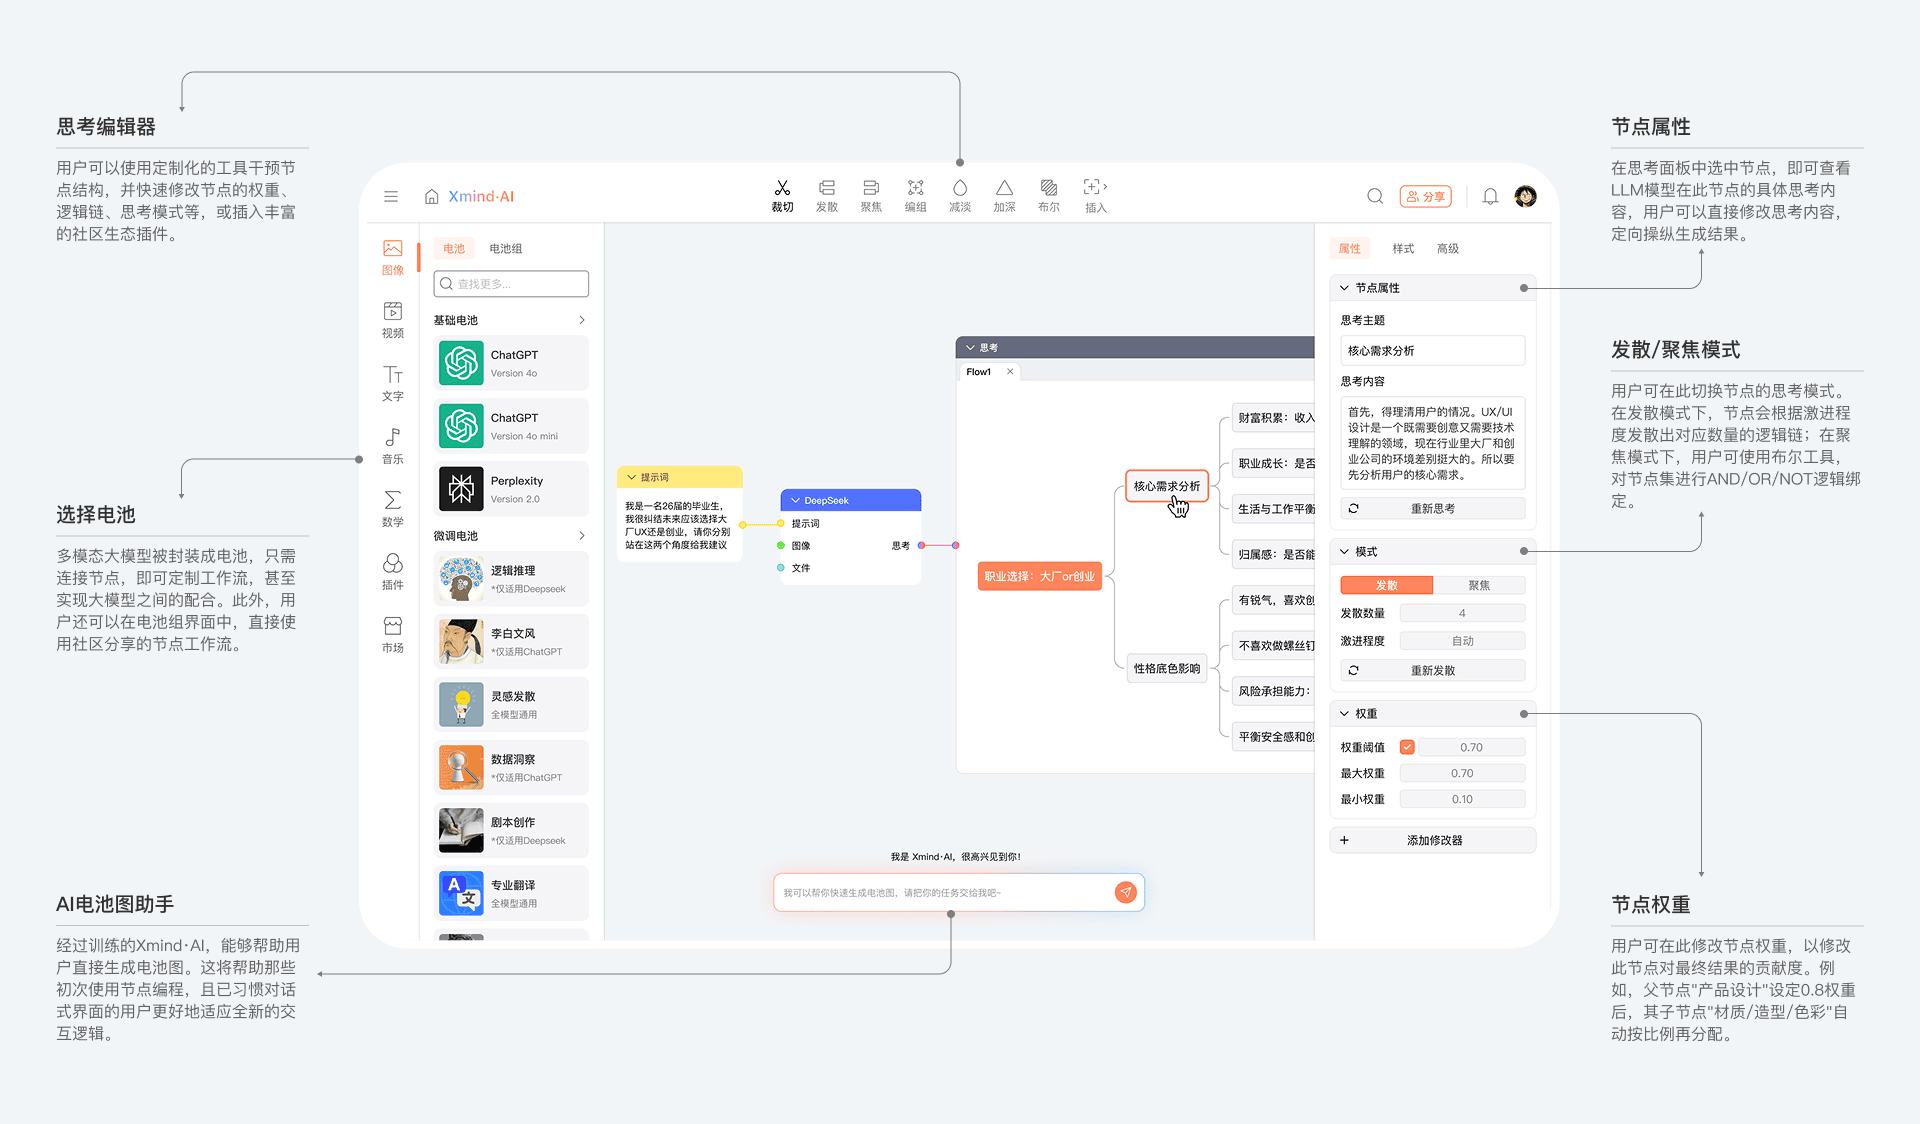 思考编辑器
用户可以使用定制化的工具干预节
点结构，并快速修改节点的权重、
逻辑链、思考模式等，或插入丰富
的社区生态插件。
选择电池
多模态大模型被封装成电池，只需
连接节点，即可定制工作流，甚至
实现大模型之间的配合。此外，用
户还可以在电池组界面中，直接使
用社区分享的节点工作流。
AI电池图助手
经过训练的Xmind·AI，能够帮助用
户直接生成电池图。这将帮助那些
初次使用节点编程，且已习惯对话
式界面的用户更好地适应全新的交
互逻辑。
Xmind·AI
裁切
发散
聚焦
编组
减淡
加深
布尔
插入
分享
图像
视频
文字
音乐
数学
插件
市场
电池
电池组
查找更多...
基础电池
ChatGPT
Version 4o
ChatGPT
Version 4o mini
Perplexity
Version 2.0
微调电池
逻辑推理
*仅适用Deepseek
李白文风
*仅适用ChatGPT
灵感发散
全模型通用
数据洞察
*仅适用ChatGPT
剧本创作
*仅适用Deepseek
A
文
专业翻译
全模型通用
提示词
我是一名26届的毕业生，
我很纠结未来应该选择大
厂UX还是创业，请你分别
站在这两个角度给我建议
DeepSeek
提示词
图像
思考
文件
思考
Flow1
职业选择：大厂or创业
核心需求分析
财富积累：收入
职业成长：是否
生活与工作平衡
归属感：是否能
性格底色影响
有锐气，喜欢创
不喜欢做螺丝钉
风险承担能力：
平衡安全感和创
我是 Xmind·AI，很高兴见到你！
我可以帮你快速生成电池图，请把你的任务交给我吧~
属性
样式
高级
节点属性
思考主题
核心需求分析
思考内容
首先，得理清用户的情况。UX/UI
设计是一个既需要创意又需要技术
理解的领域，现在行业里大厂和创
业公司的环境差别挺大的。所以要
先分析用户的核心需求。
重新思考
模式
发散
聚焦
发散数量
4
激进程度
自动
重新发散
权重
权重阈值
0.70
最大权重
0.70
最小权重
0.10
添加修改器
节点属性
在思考面板中选中节点，即可查看
LLM模型在此节点的具体思考内
容，用户可以直接修改思考内容，
定向操纵生成结果。
发散/聚焦模式
用户可在此切换节点的思考模式。
在发散模式下，节点会根据激进程
度发散出对应数量的逻辑链；在聚
焦模式下，用户可使用布尔工具，
对节点集进行AND/OR/NOT逻辑绑
定。
节点权重
用户可在此修改节点权重，以修改
此节点对最终结果的贡献度。例
如，父节点"产品设计"设定0.8权重
后，其子节点"材质/造型/色彩"自
动按比例再分配。